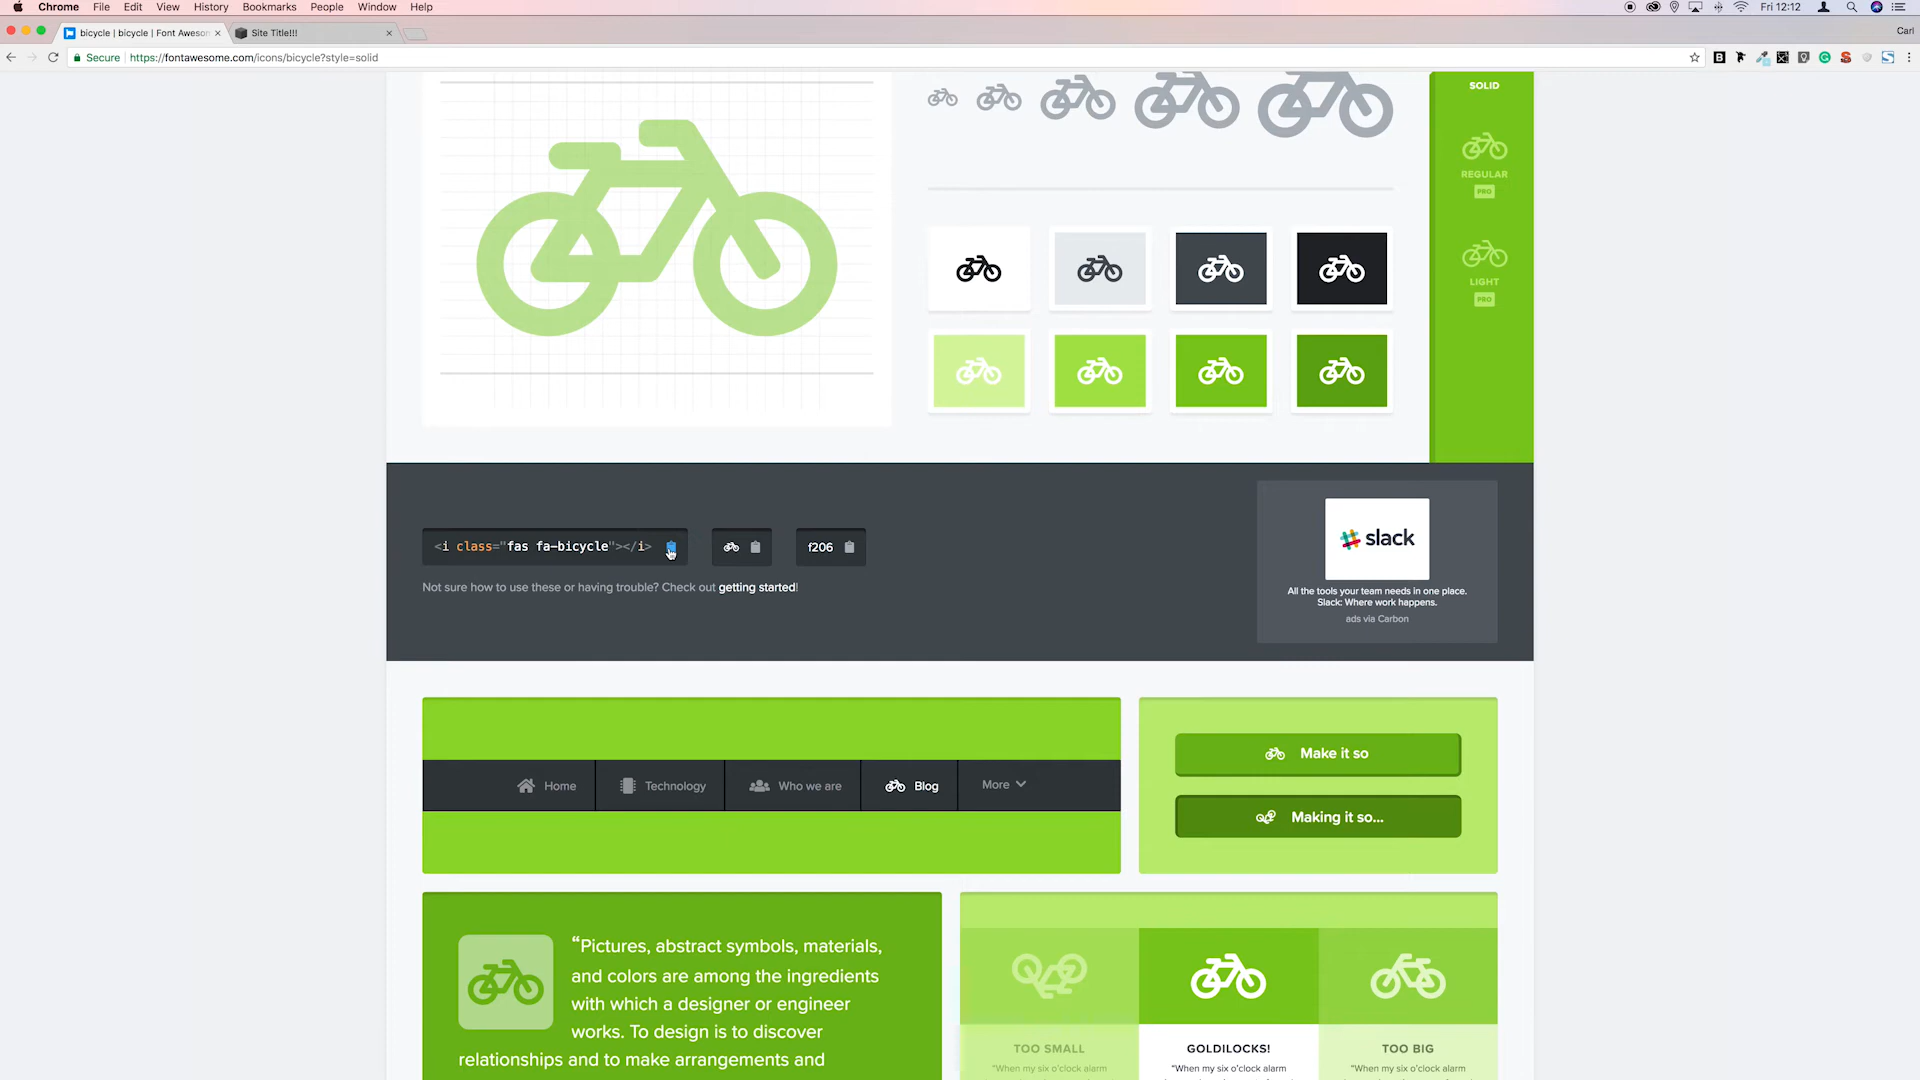 Chrome File Edit View History Bookmarks People Window Help
Fri 12:12
bicycle | bicycle | Font Aweson
Site Title!!!
Carl
Secure https://fontawesome.com/icons/bicycle?style=solid
SOLID
REGULAR
PRO
LIGHT
PRO
<i class="fas fa-bicycle"></i>
f206
Not sure how to use these or having trouble? Check out getting started!
slack
All the tools your team needs in one place.
Slack: Where work happens.
ads via Carbon
Home
Technology
Who we are
Blog
More
Make it so
Making it so...
“Pictures, abstract symbols, materials,
and colors are among the ingredients
with which a designer or engineer
works. To design is to discover
relationships and to make arrangements and
TOO SMALL
GOLDILOCKS!
TOO BIG
"When my six o'clock alarm
"When my six o'clock alarm
"When my six o'clock alarm